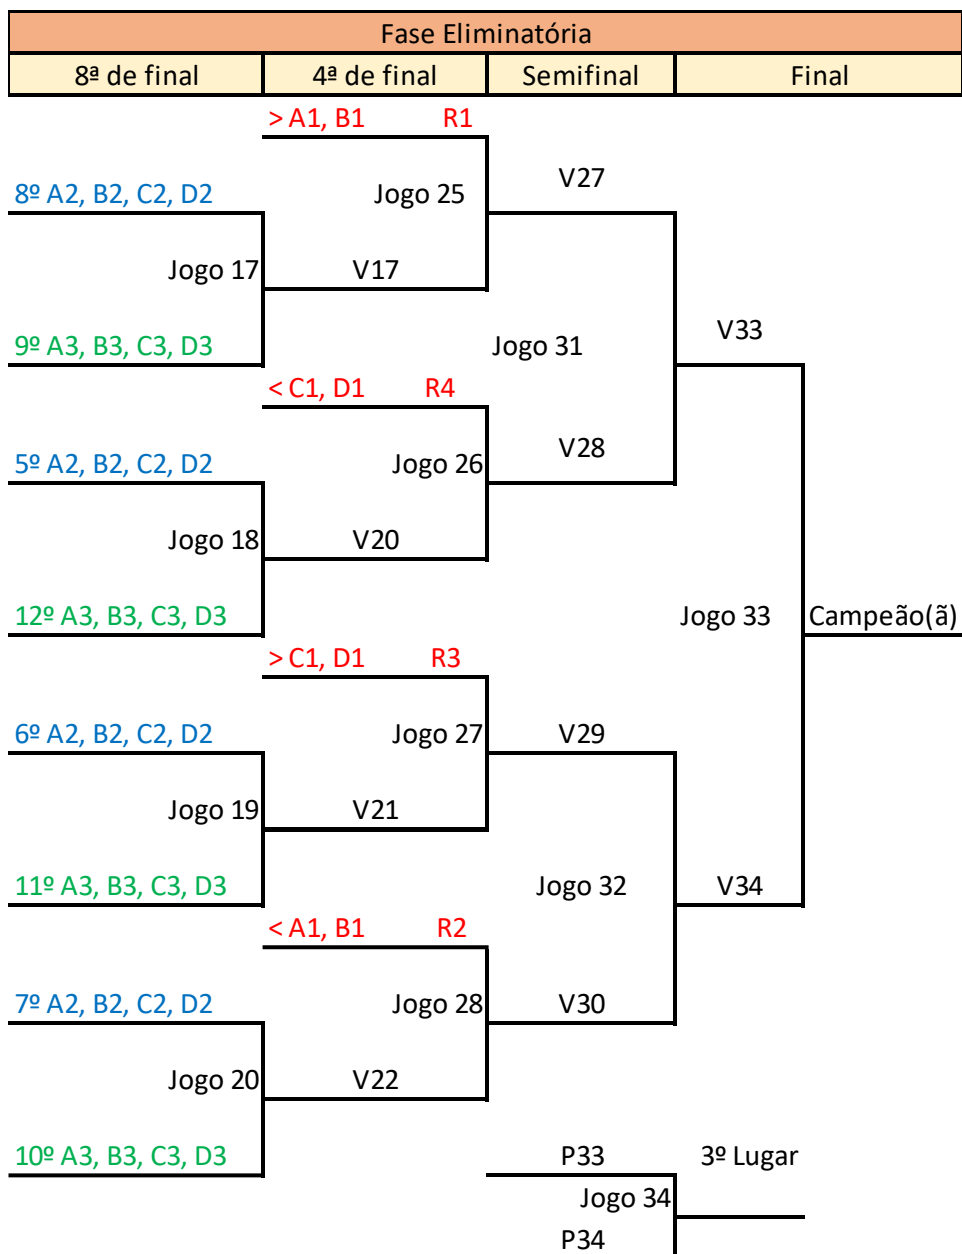 Fase Eliminatória
8ª de final 4ª de final Semifinal Final
> A1, B1 R1
V27
8º A2, B2, C2, D2
Jogo 25
Jogo 17
V17
V33
9º A3, B3, C3, D3
Jogo 31
< C1, D1 R4
V28
5º A2, B2, C2, D2
Jogo 26
Jogo 18
V20
12º A3, B3, C3, D3
Jogo 33
Campeão(ã)
> C1, D1 R3
6º A2, B2, C2, D2
Jogo 27
V29
Jogo 19
V21
11º A3, B3, C3, D3
Jogo 32
V34
< A1, B1 R2
7º A2, B2, C2, D2
Jogo 28
V30
Jogo 20
V22
10º A3, B3, C3, D3
P33
3º Lugar
Jogo 34
P34